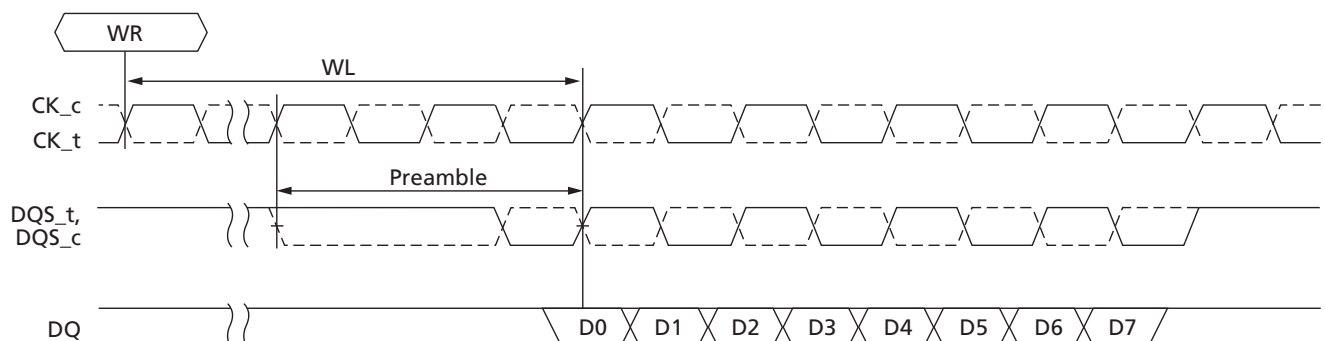 WR
WL
CK_c
CK_t
Preamble
DQS_t,
DQS_c
DQ
D0 D1 D2 D3 D4 D5 D6 D7